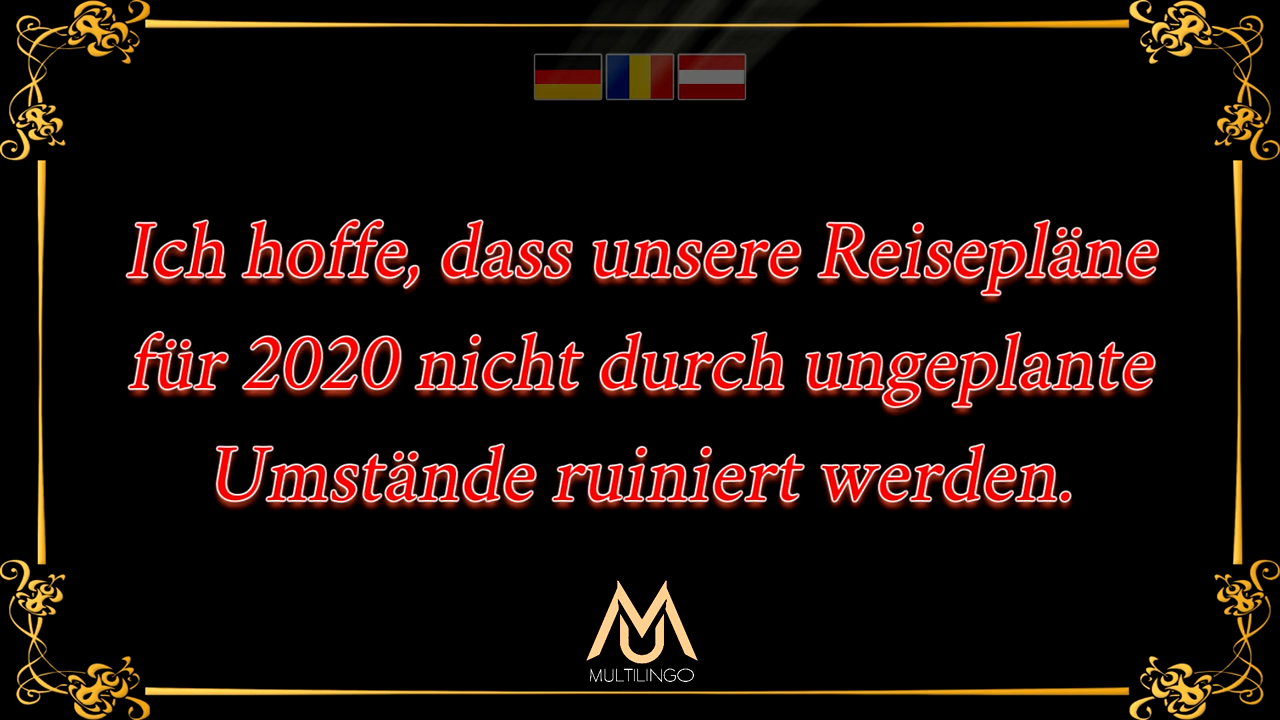 Ich hoffe, dass unsere Reisepläne
für 2020 nicht durch ungeplante
Umstände ruiniert werden.
MULTILINGO